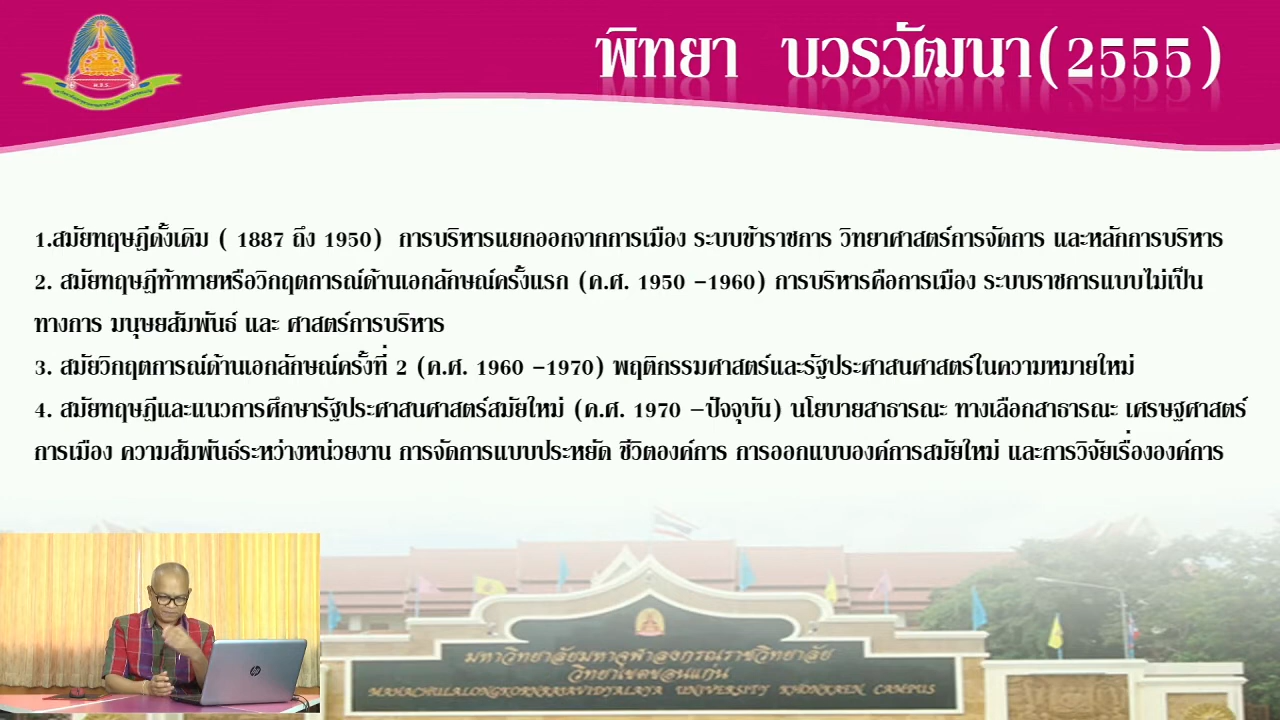 พิทยา บวรวัฒนา(2555)
1.สมัยทฤษฎีดั้งเดิม ( 1887 ถึง 1950) การบริหารแยกออกจากการเมือง ระบบข้าราชการ วิทยาศาสตร์การจัดการ และหลักการบริหาร
2. สมัยทฤษฎีท้าทายหรือวิกฤตการณ์ด้านเอกลักษณ์ครั้งแรก (ค.ศ. 1950 –1960) การบริหารคือการเมือง ระบบราชการแบบไม่เป็น
ทางการ มนุษยสัมพันธ์ และ ศาสตร์การบริหาร
3. สมัยวิกฤตการณ์ด้านเอกลักษณ์ครั้งที่ 2 (ค.ศ. 1960 –1970) พฤติกรรมศาสตร์และรัฐประศาสนศาสตร์ในความหมายใหม่
4. สมัยทฤษฎีและแนวการศึกษารัฐประศาสนศาสตร์สมัยใหม่ (ค.ศ. 1970 –ปัจจุบัน) นโยบายสาธารณะ ทางเลือกสาธารณะ เศรษฐศาสตร์
การเมือง ความสัมพันธ์ระหว่างหน่วยงาน การจัดการแบบประหยัด ชีวิตองค์การ การออกแบบองค์การสมัยใหม่ และการวิจัยเรื่ององค์การ
มหาวิทยาลัยมหาจุฬาลงกรณราชวิทยาลัย
วิทยาเขตขอนแก่น
MAHACHULALONGKORNRAJAVIDYALAYA UNIVERSITY KHONKAEN CAMPUS
hp